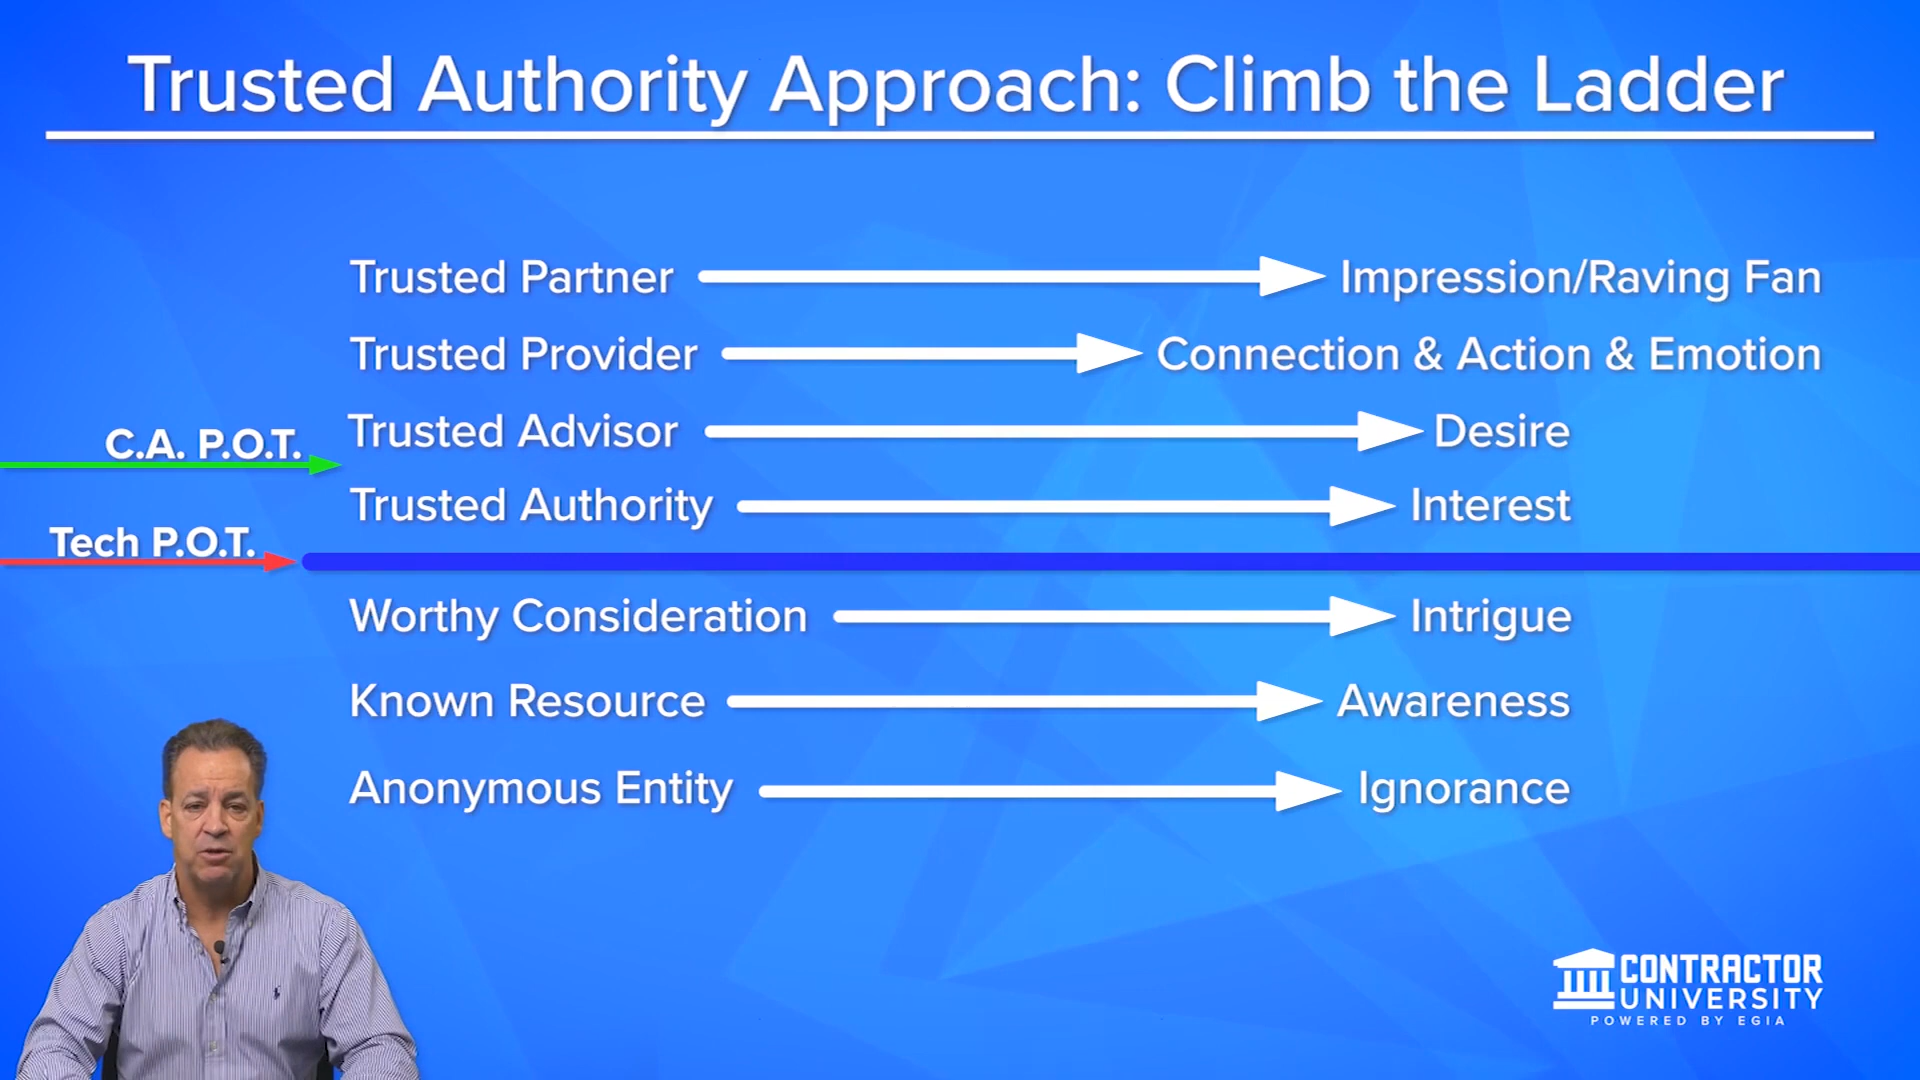 Trusted Authority Approach: Climb the Ladder
Trusted Partner Impression/Raving Fan
Trusted Provider Connection & Action & Emotion
C.A. P.O.T. Trusted Advisor Desire
Trusted Authority Interest
Tech P.O.T.
Worthy Consideration Intrigue
Known Resource Awareness
Anonymous Entity Ignorance
CONTRACTOR
UNIVERSITY
POWERED BY EGIA